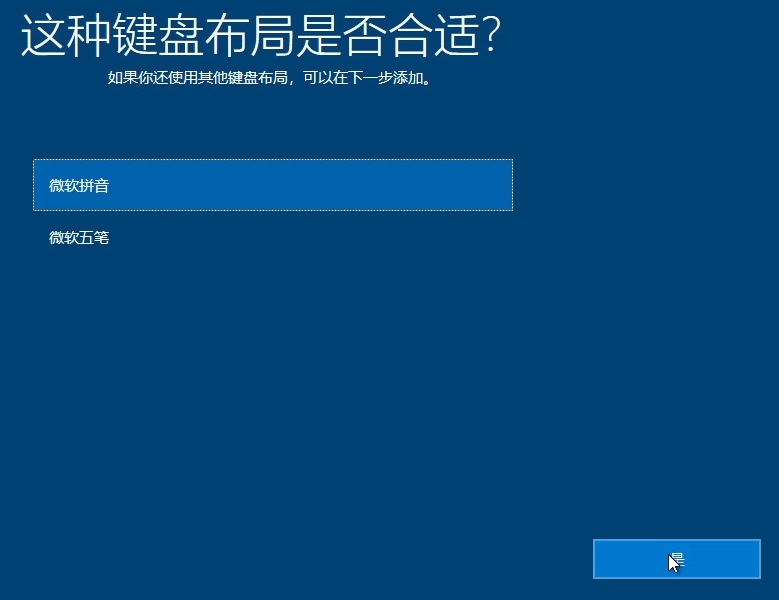 这种键盘布局是否合适？
如果你还使用其他键盘布局，可以在下一步添加。
微软拼音
微软五笔
是